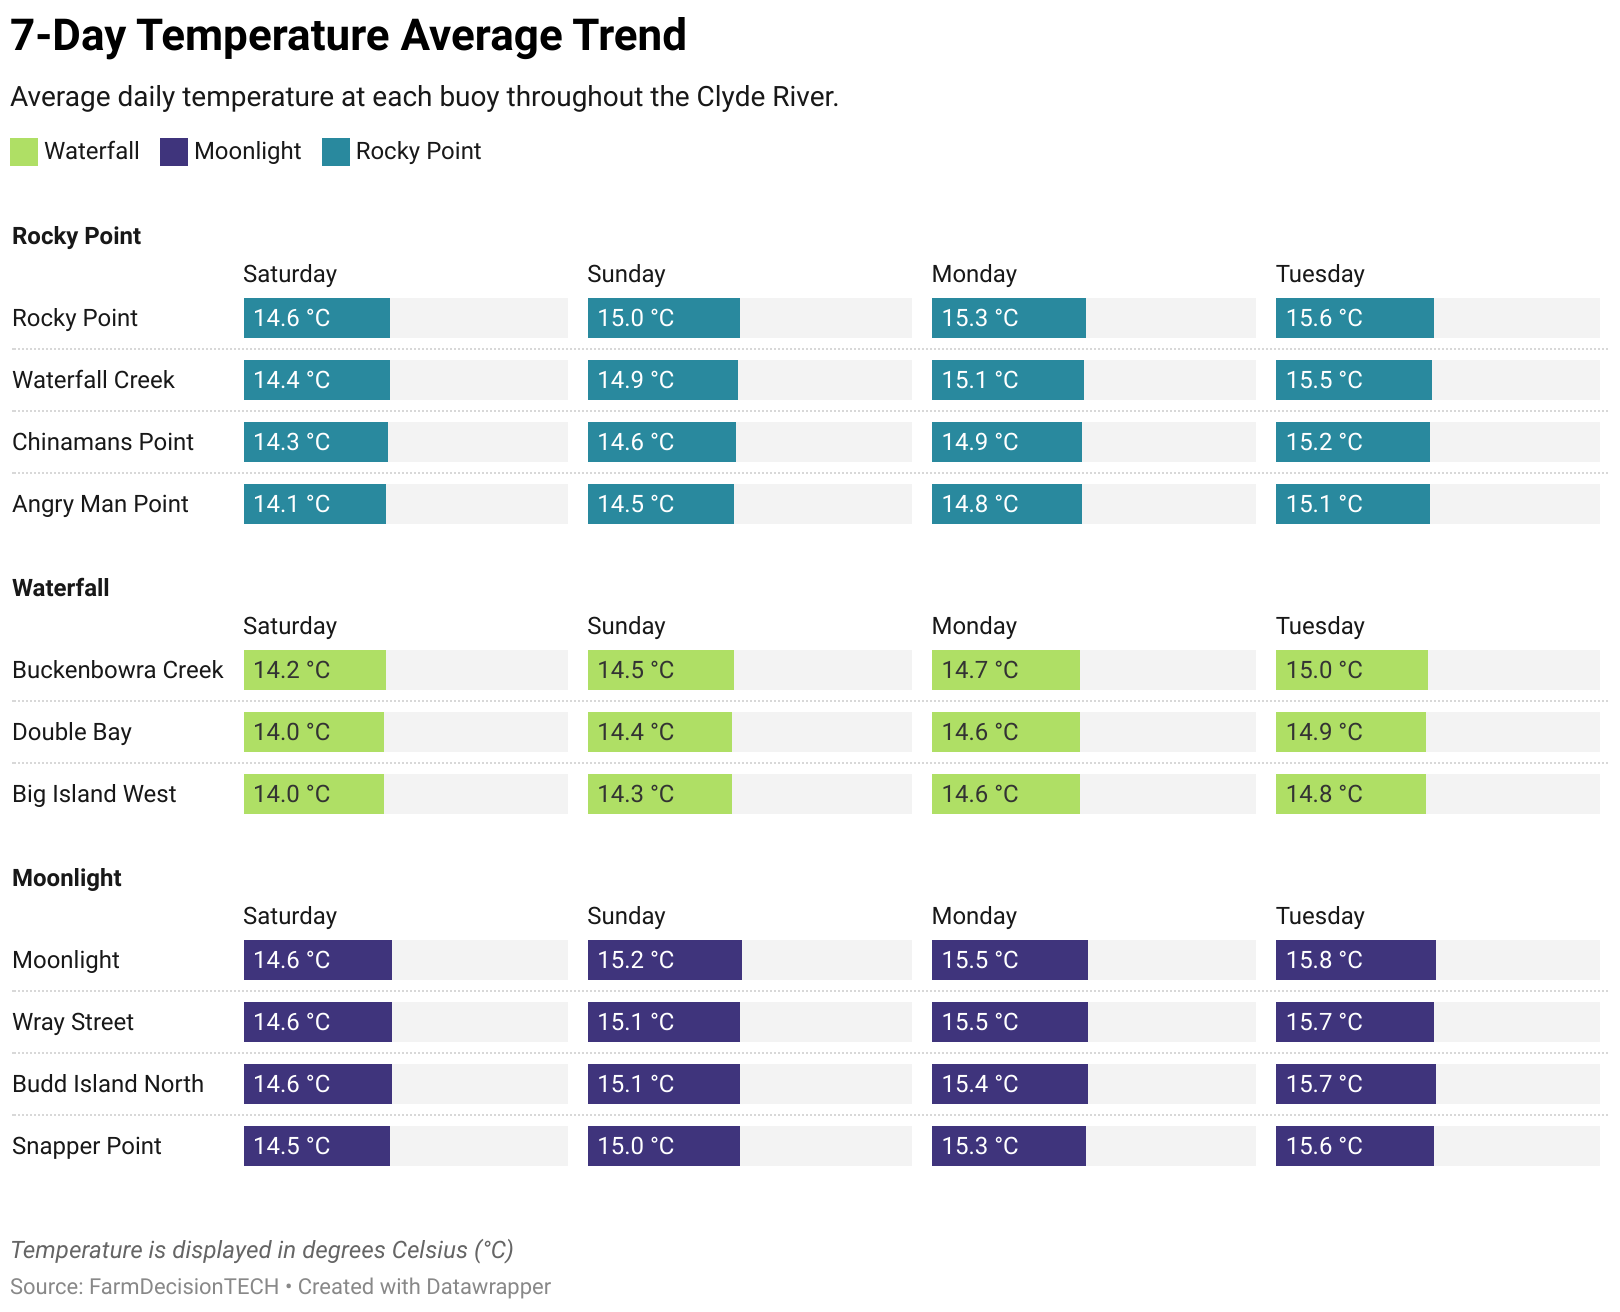 7-Day Temperature Average Trend
Average daily temperature at each buoy throughout the Clyde River.
Waterfall Moonlight Rocky Point
Rocky Point
Saturday Sunday Monday Tuesday
Rocky Point 14.6 °C 15.0 °C 15.3 °C 15.6 °C
Waterfall Creek 14.4 °C 14.9 °C 15.1 °C 15.5 °C
Chinamans Point 14.3 °C 14.6 °C 14.9 °C 15.2 °C
Angry Man Point 14.1 °C 14.5 °C 14.8 °C 15.1 °C
Waterfall
Saturday Sunday Monday Tuesday
Buckenbowra Creek 14.2 °C 14.5 °C 14.7 °C 15.0 °C
Double Bay 14.0 °C 14.4 °C 14.6 °C 14.9 °C
Big Island West 14.0 °C 14.3 °C 14.6 °C 14.8 °C
Moonlight
Saturday Sunday Monday Tuesday
Moonlight 14.6 °C 15.2 °C 15.5 °C 15.8 °C
Wray Street 14.6 °C 15.1 °C 15.5 °C 15.7 °C
Budd Island North 14.6 °C 15.1 °C 15.4 °C 15.7 °C
Snapper Point 14.5 °C 15.0 °C 15.3 °C 15.6 °C
Temperature is displayed in degrees Celsius (°C)
Source: FarmDecisionTECH • Created with Datawrapper